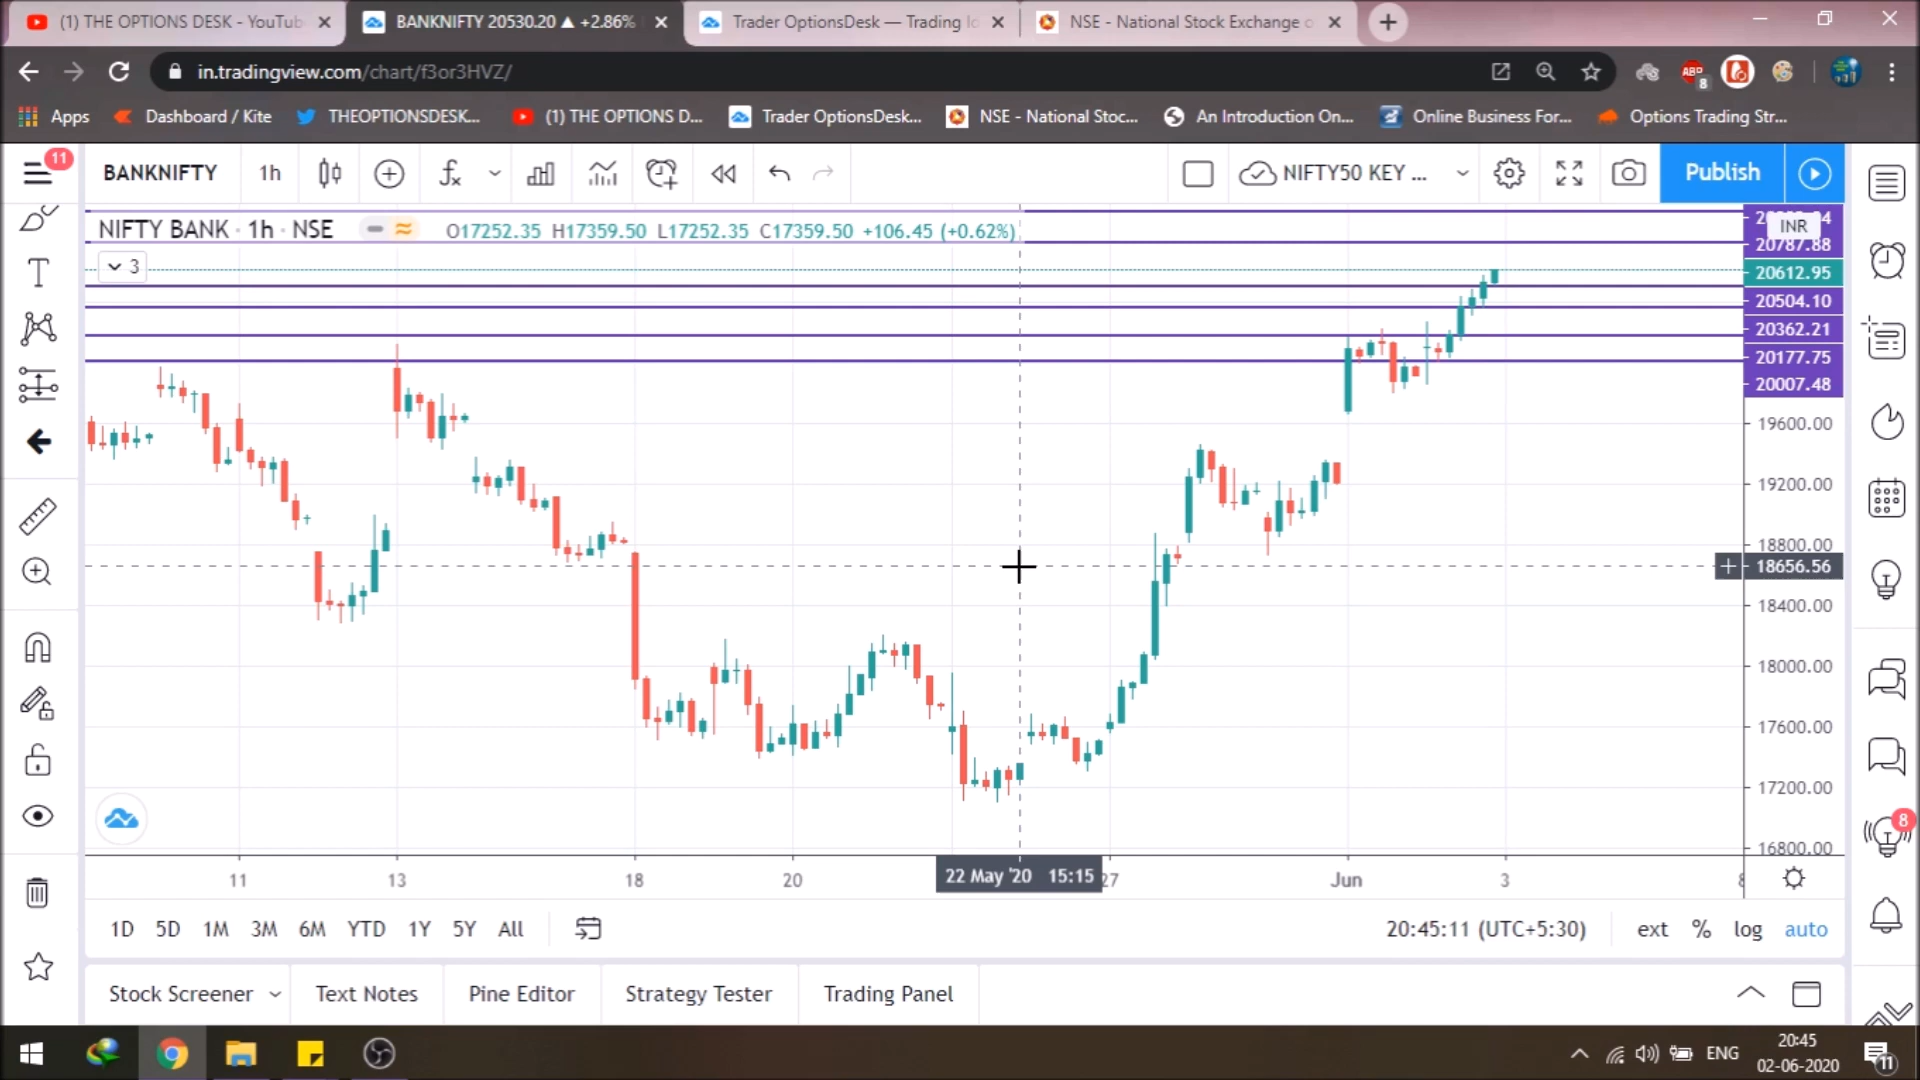 (1) THE OPTIONS DESK - YouTub
BANKNIFTY 20530.20 ▲ +2.86%
Trader OptionsDesk — Trading Id
NSE - National Stock Exchange o
in.tradingview.com/chart/f3or3HVZ/
ABP
8
Apps
Dashboard / Kite
THEOPTIONSDESK...
(1) THE OPTIONS D...
Trader OptionsDesk...
NSE - National Stoc...
An Introduction On...
Online Business For...
Options Trading Str...
11
BANKNIFTY
1h
NIFTY50 KEY ...
Publish
NIFTY BANK · 1h · NSE
O17252.35 H17359.50 L17252.35 C17359.50 +106.45 (+0.62%)
3
INR
20787.88
20612.95
20504.10
20362.21
20177.75
20007.48
19600.00
19200.00
18800.00
18656.56
18400.00
18000.00
17600.00
17200.00
16800.00
11
13
18
20
22 May '20 15:15
27
Jun
3
8
1D 5D 1M 3M 6M YTD 1Y 5Y All
20:45:11 (UTC+5:30)
ext % log auto
Stock Screener
Text Notes
Pine Editor
Strategy Tester
Trading Panel
ENG
20:45
02-06-2020
11